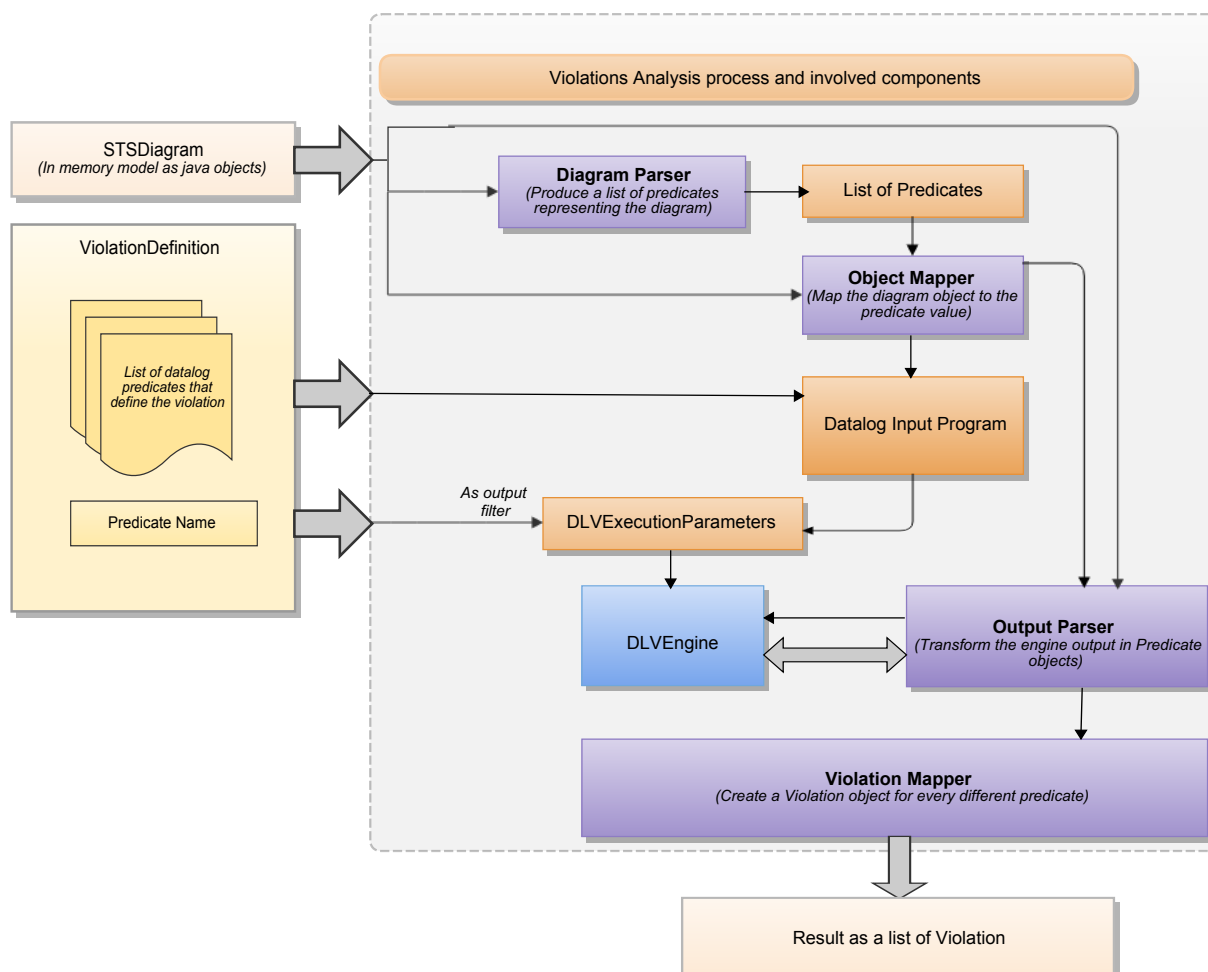 Violations Analysis process and involved components
STSDiagram
(In memory model as java objects)
Diagram Parser
(Produce a list of predicates
representing the diagram)
List of Predicates
ViolationDefinition
Object Mapper
(Map the diagram object to the
predicate value)
List of datalog
predicates that
define the violation
Datalog Input Program
As output
filter
Predicate Name
DLVExecutionParameters
DLVEngine
Output Parser
(Transform the engine output in Predicate
objects)
Violation Mapper
(Create a Violation object for every different predicate)
Result as a list of Violation